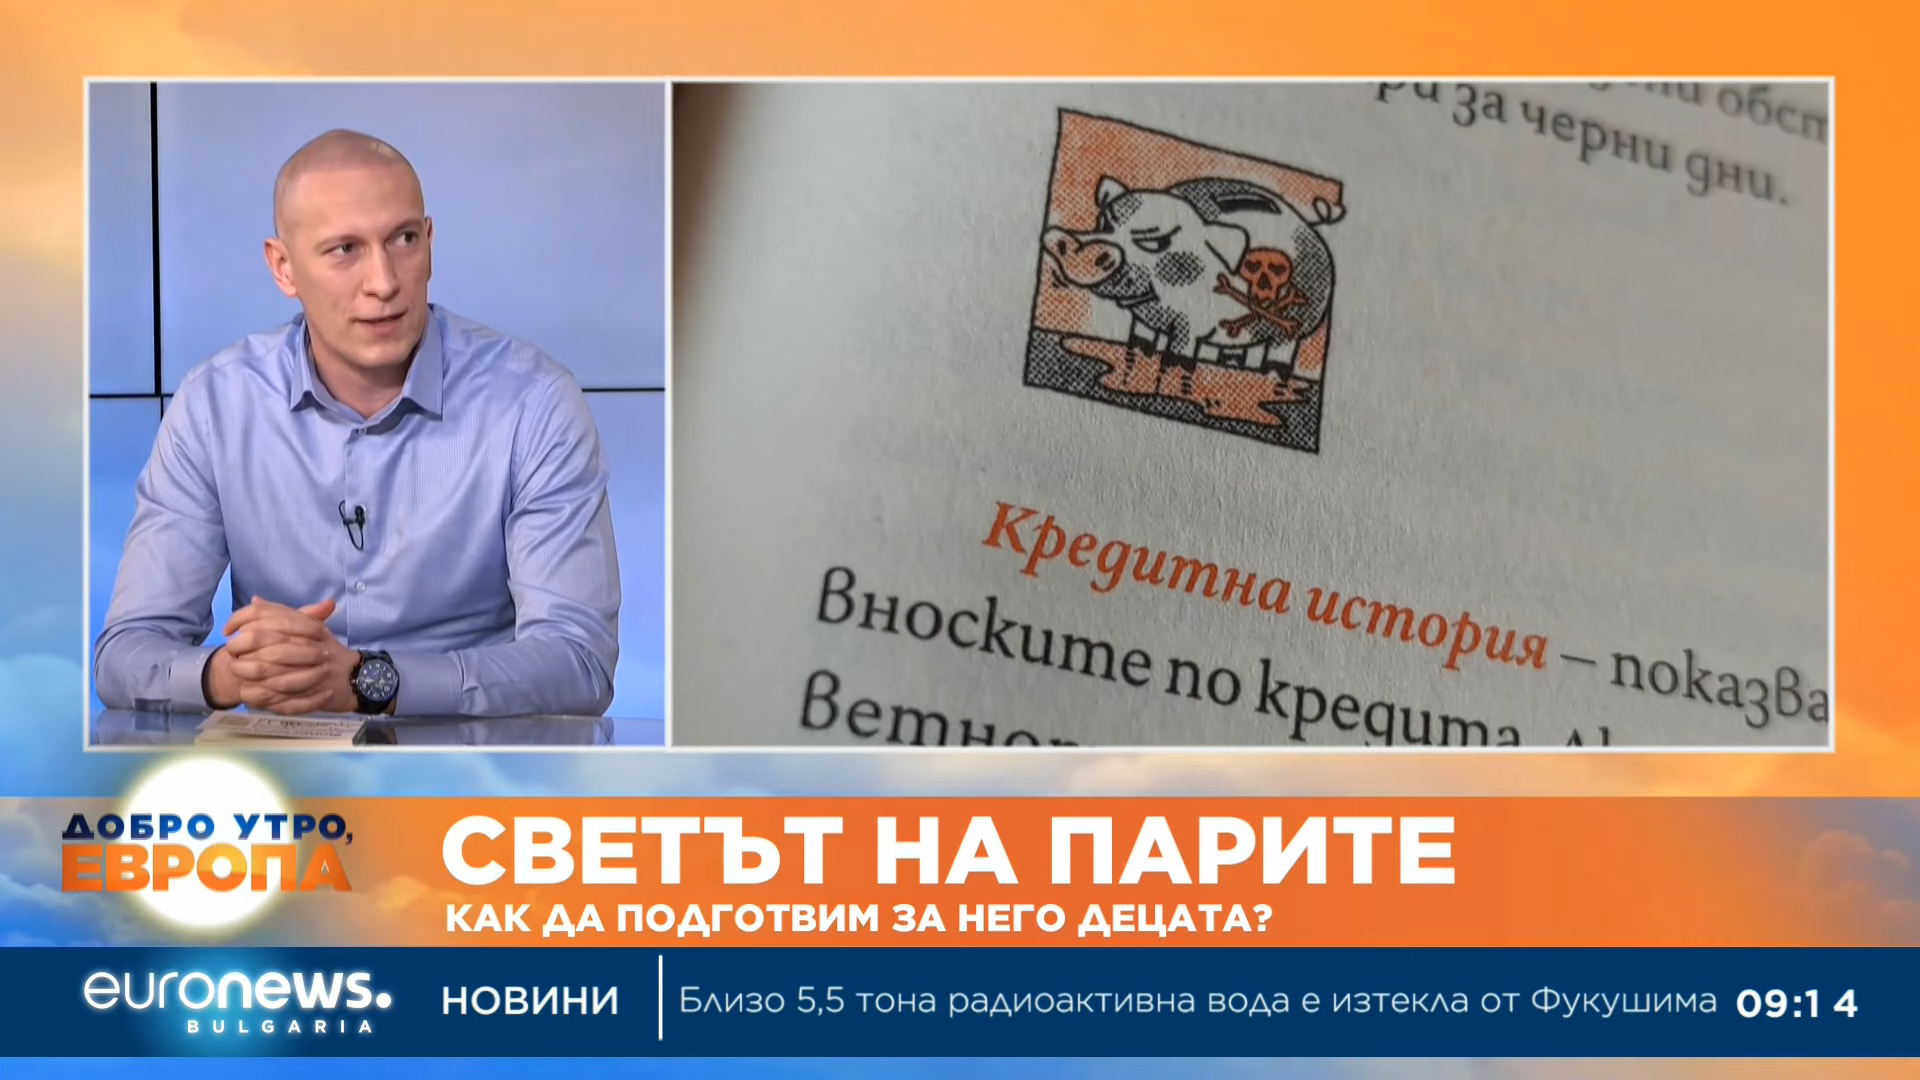 обст
за черни дни.
Кредитна история – показва
вноските по кредита.
ДОБРО УТРО,
ЕВРОПА
СВЕТЪТ НА ПАРИТЕ
КАК ДА ПОДГОТВИМ ЗА НЕГО ДЕЦАТА?
euronews.
BULGARIA
НОВИНИ
Близо 5,5 тона радиоактивна вода е изтекла от Фукушима
09:14